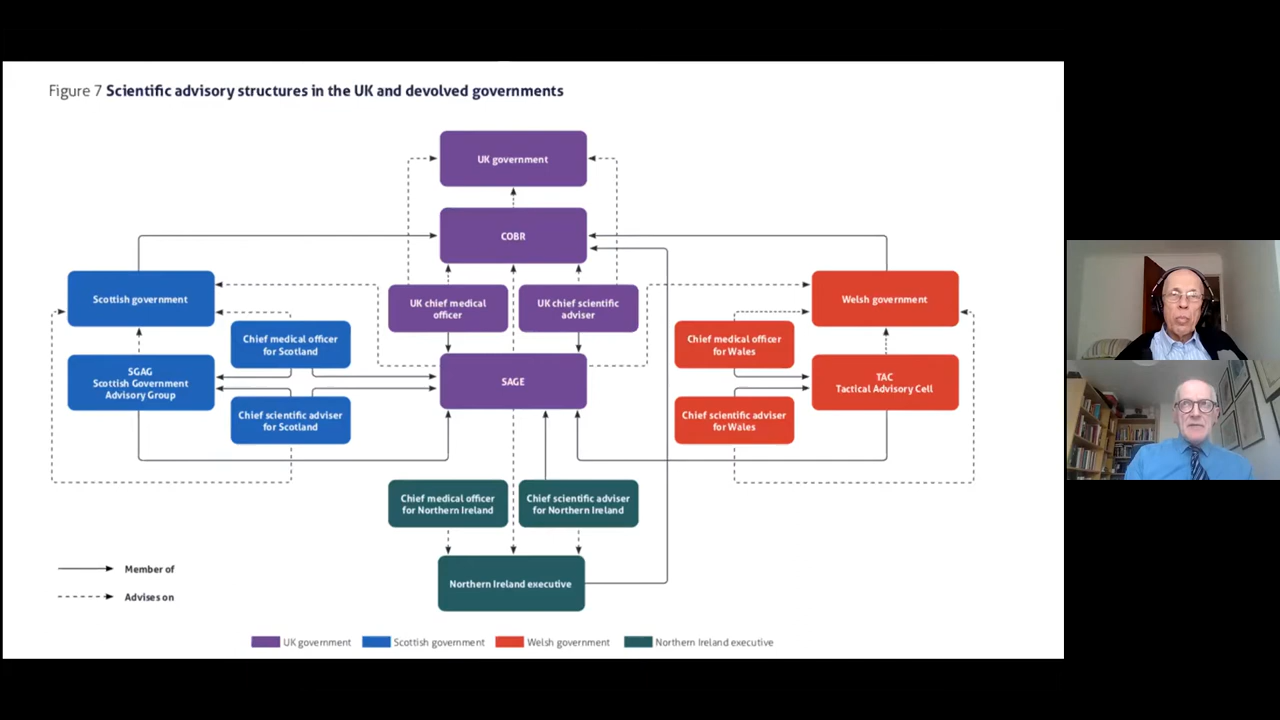 Figure 7 Scientific advisory structures in the UK and devolved governments
UK government
COBR
Scottish government
UK chief medical
officer
UK chief scientific
adviser
Welsh government
Chief medical officer
for Scotland
Chief medical officer
for Wales
SGAG
Scottish Government
Advisory Group
SAGE
TAC
Tactical Advisory Cell
Chief scientific adviser
for Scotland
Chief scientific adviser
for Wales
Chief medical officer
for Northern Ireland
Chief scientific adviser
for Northern Ireland
Northern Ireland executive
Member of
Advises on
UK government
Scottish government
Welsh government
Northern Ireland executive